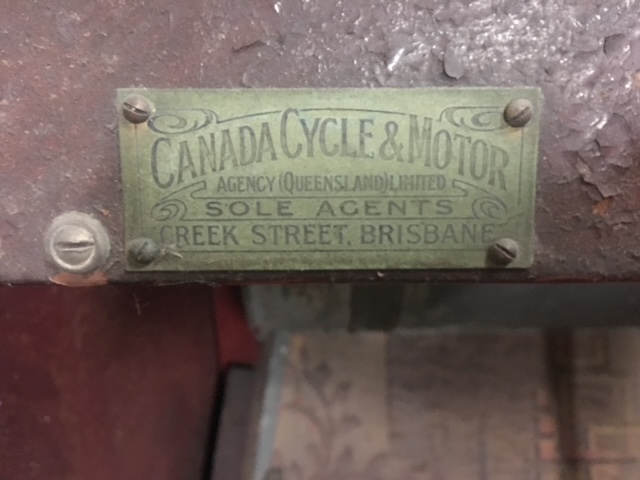 CANADA CYCLE & MOTOR
AGENCY (QUEENSLAND) LIMITED
SOLE AGENTS
CREEK STREET, BRISBANE